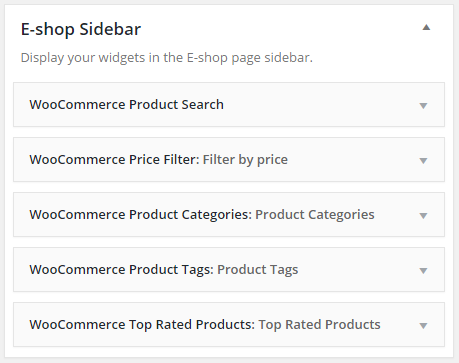 E-shop Sidebar
Display your widgets in the E-shop page sidebar.
WooCommerce Product Search
WooCommerce Price Filter: Filter by price
WooCommerce Product Categories: Product Categories
WooCommerce Product Tags: Product Tags
WooCommerce Top Rated Products: Top Rated Products